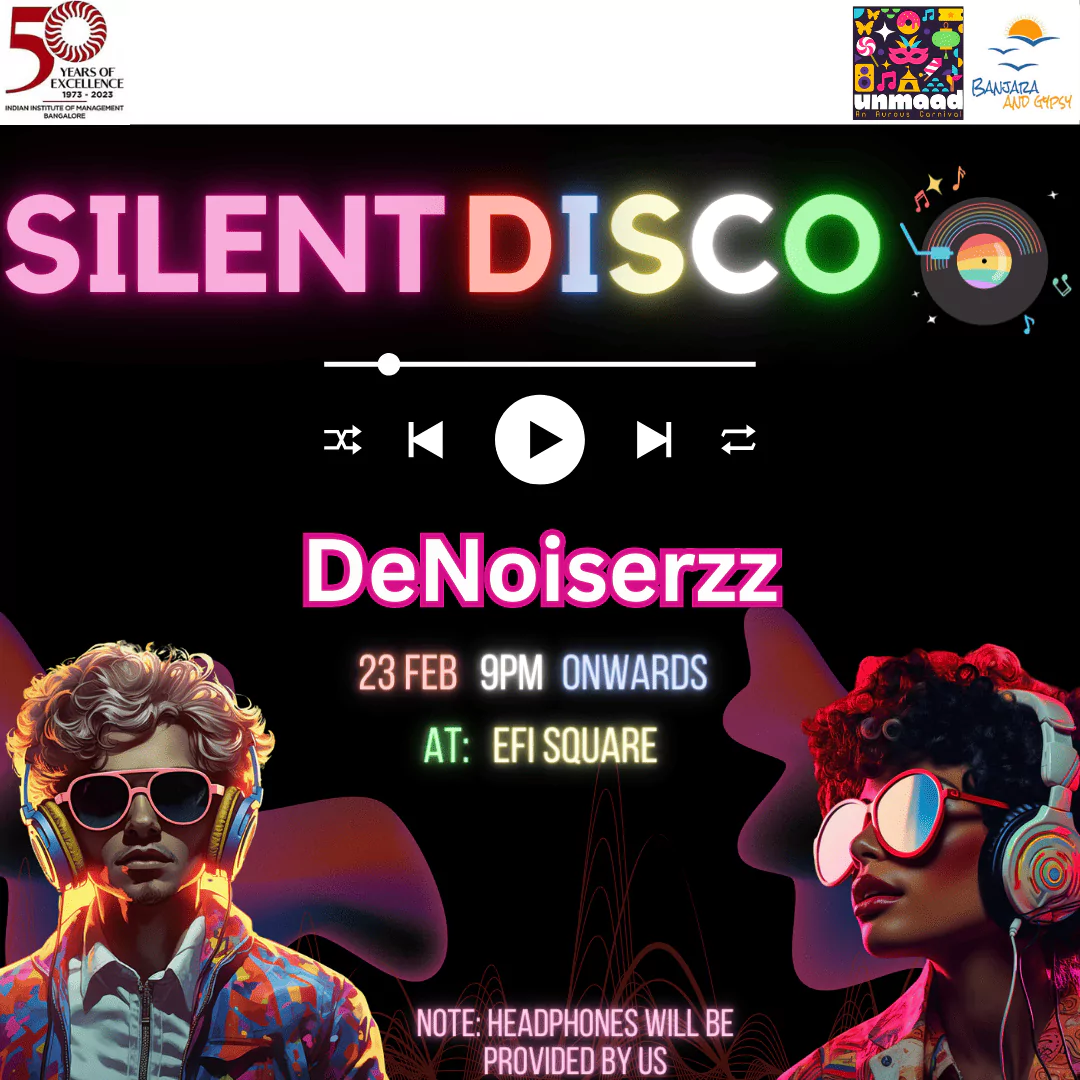 50
YEARS OF
EXCELLENCE
1973 - 2023
INDIAN INSTITUTE OF MANAGEMENT
BANGALORE
unmaad
An Aurous Carnival
BANJARA
AND GYPSY
SILENT DISCO
DeNoiserzz
23 FEB 9PM ONWARDS
AT: EFI SQUARE
NOTE: HEADPHONES WILL BE
PROVIDED BY US